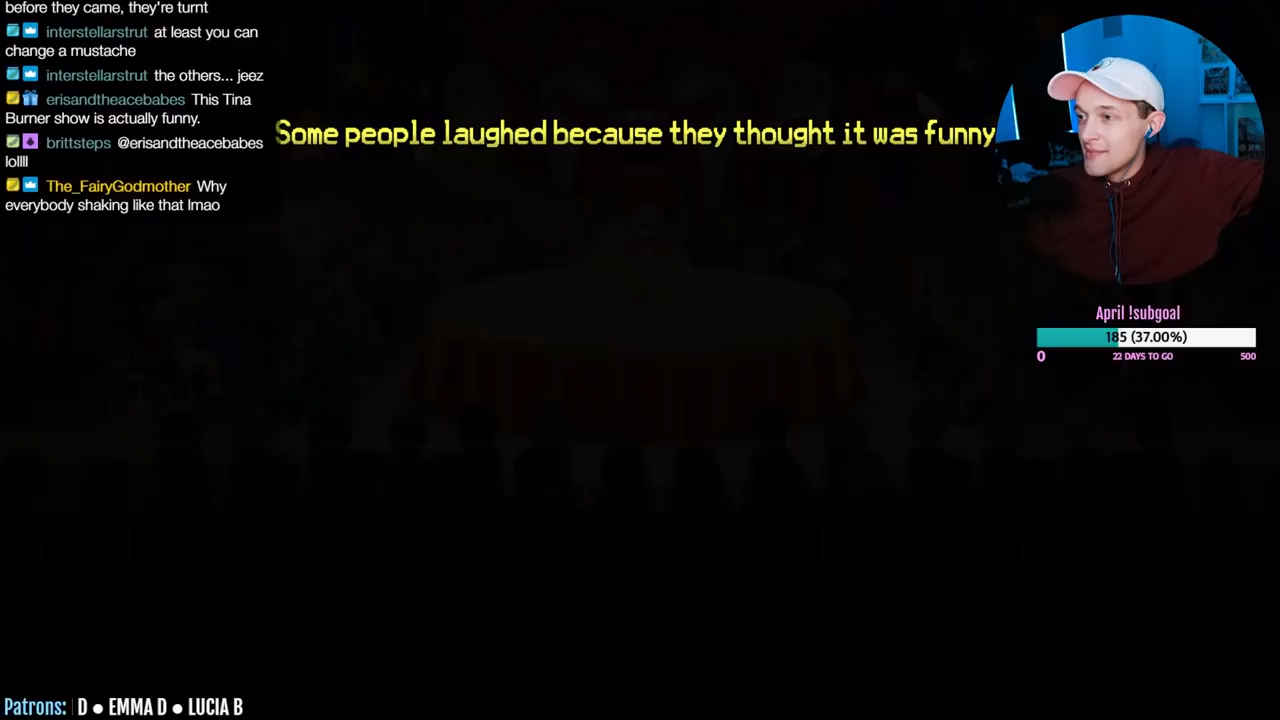 before they came, they're turnt
interstellarstrut at least you can
change a mustache
interstellarstrut the others... jeez
erisandtheacebabes This Tina
Burner show is actually funny.
brittsteps @erisandtheacebabes
lollll
The_FairyGodmother Why
everybody shaking like that lmao
Some people laughed because they thought it was funny.
April !subgoal
185 (37.00%)
0 22 DAYS TO GO 500
Patrons: D ● EMMA D ● LUCIA B